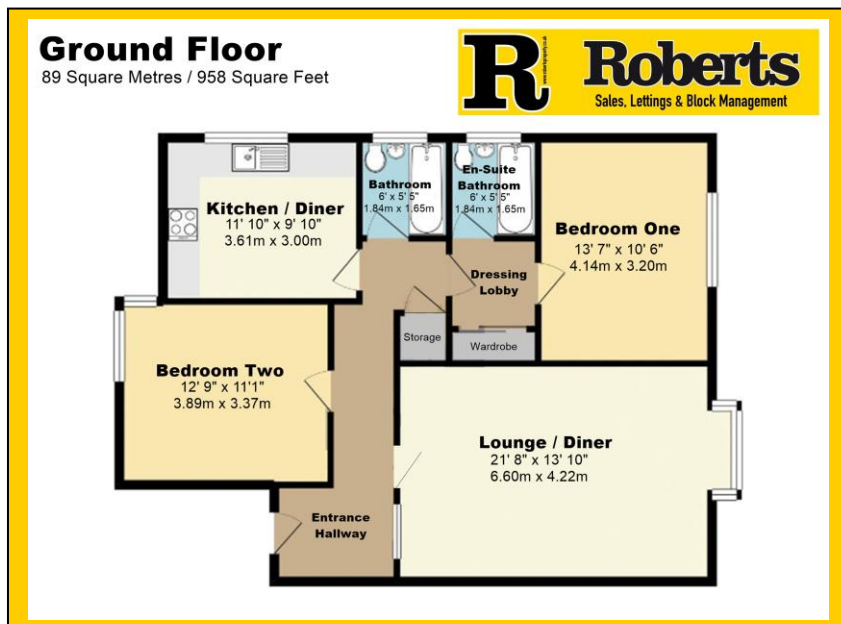 Ground Floor
89 Square Metres / 958 Square Feet
R
Roberts
Sales, Lettings & Block Management
Bathroom
6' x 5' 5"
1.84m x 1.65m
En-Suite
Bathroom
6' x 5' 5"
1.84m x 1.65m
Kitchen / Diner
11' 10" x 9' 10"
3.61m x 3.00m
Bedroom One
13' 7" x 10' 6"
4.14m x 3.20m
Dressing
Lobby
Storage
Wardrobe
Bedroom Two
12' 9" x 11'1"
3.89m x 3.37m
Lounge / Diner
21' 8" x 13' 10"
6.60m x 4.22m
Entrance
Hallway